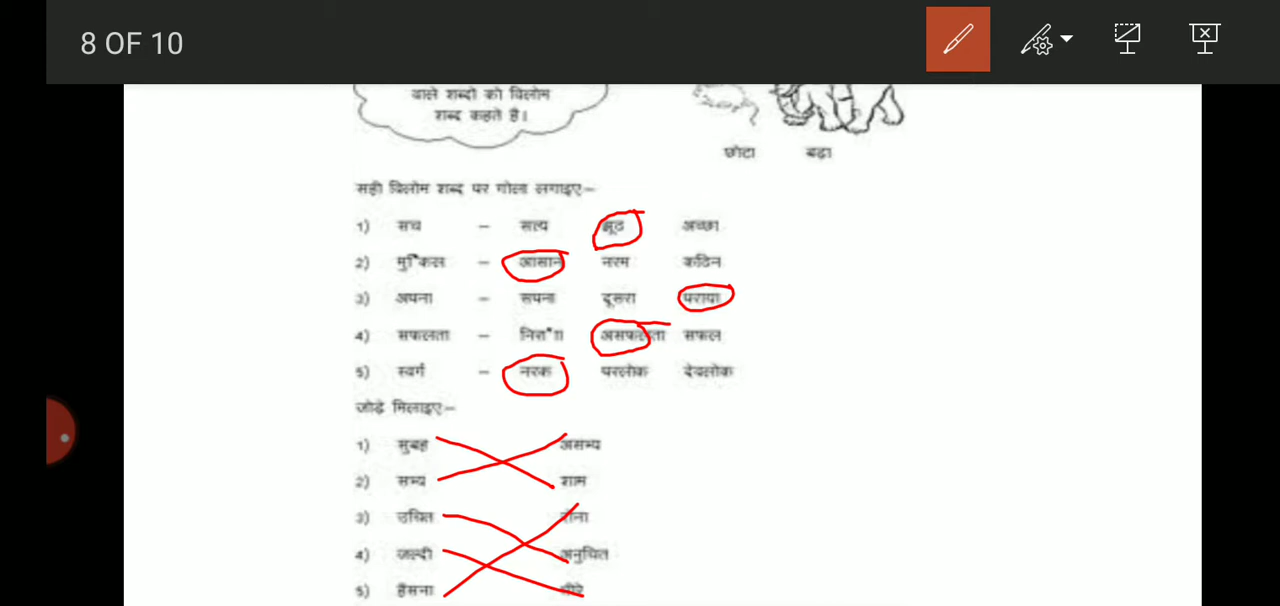 8 OF 10
वाले शब्दों को विलोम
शब्द कहते है।
छोटा बढ़ा
सही विलोम शब्द पर गोला लगाइए–
1) सच – सत्य झूठ अच्छा
2) – आसान नरम कठिन
3) अपना – सपना दूसरा पराया
4) सफलता – असफलता सफल
5) स्वर्ग – नरक परलोक देवलोक
जोडे मिलाइए–
1) सुबह असभ्य
2) सभ्य शाम
3) उचित रोना
4) जल्दी अनुचित
5) हँसना धीरे